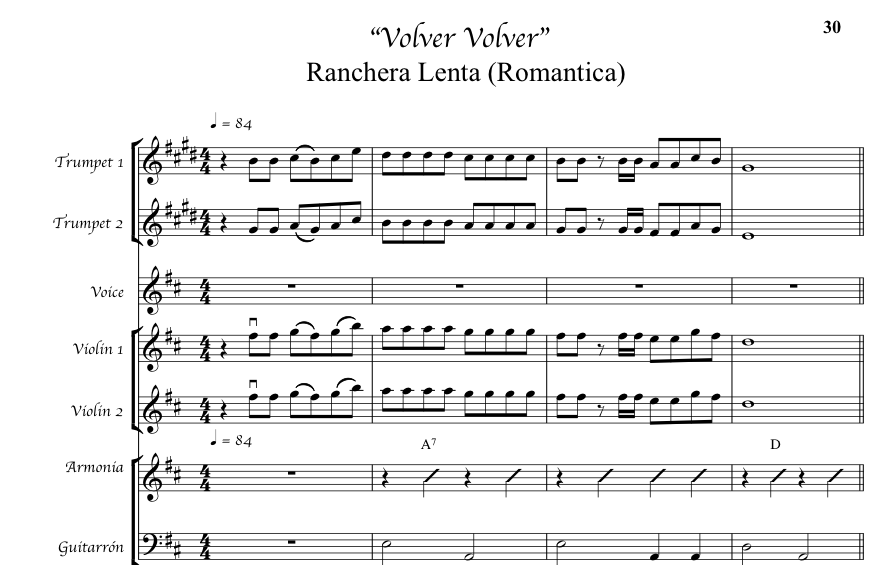 30
“Volver Volver”
Ranchera Lenta (Romantica)
♩ = 84
Trumpet 1
Trumpet 2
Voice
Violin 1
Violin 2
♩ = 84
Armonia
A7
D
Guitarrón